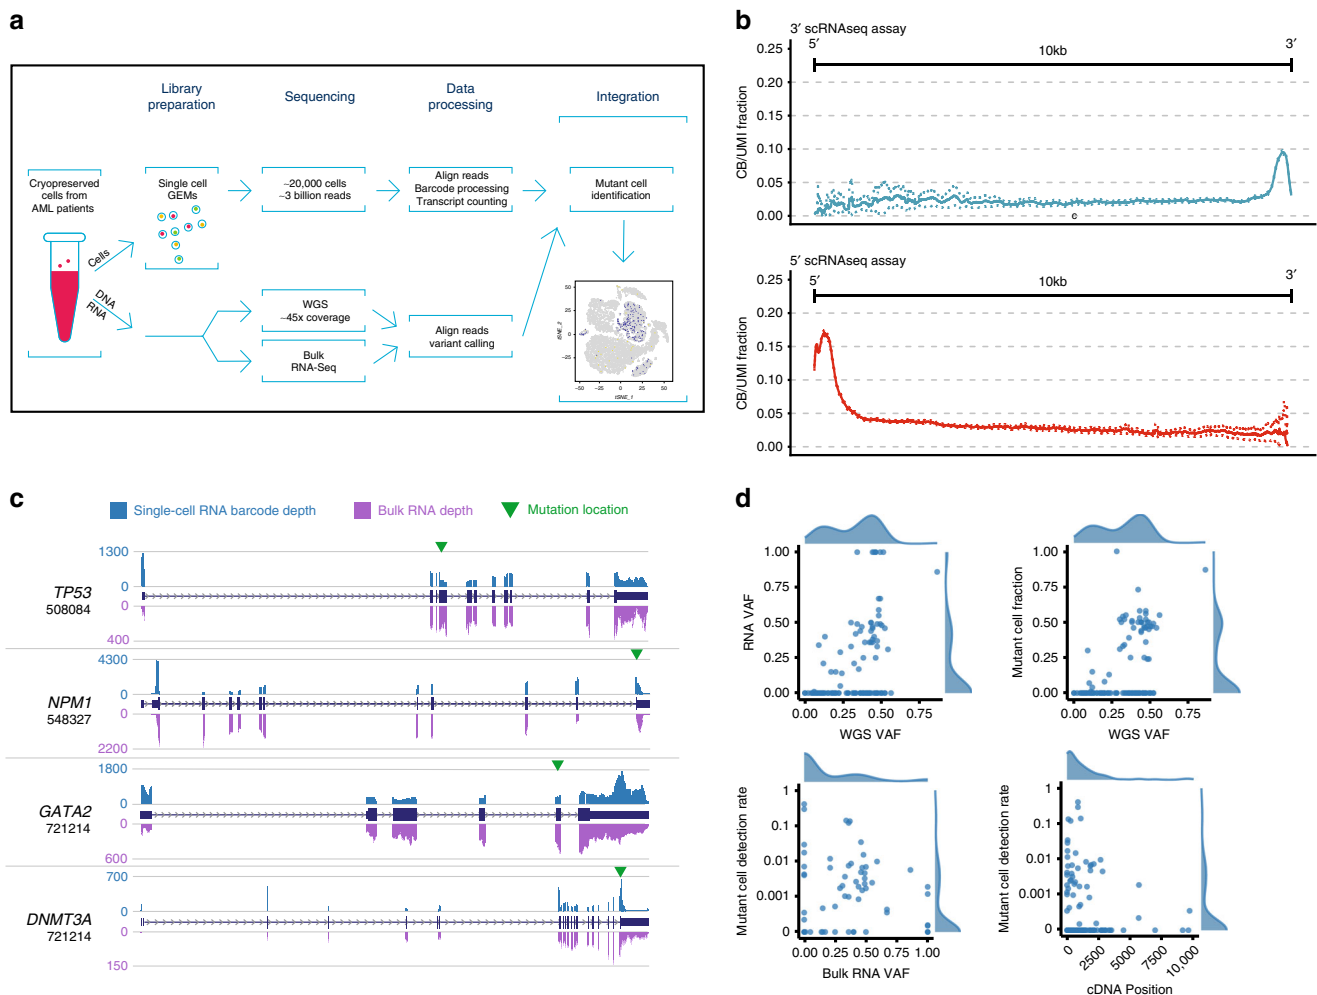 a
Library
preparation
Sequencing
Data
processing
Integration
Cryopreserved
cells from
AML patients
Single cell
GEMs
~20,000 cells
~3 billion reads
Align reads
Barcode processing
Transcript counting
Mutant cell
identification
Cells
DNA
RNA
WGS
~45x coverage
Bulk
RNA-Seq
Align reads
variant calling
50
25
0
−25
−50 −25 0 25 50
tSNE_2
tSNE_1
b
3′ scRNAseq assay
5′ 10kb 3′
0.25
0.20
0.15
0.10
0.05
0.00
CB/UMI fraction
c
5′ scRNAseq assay
5′ 10kb 3′
0.20
0.15
0.10
0.05
0.00
CB/UMI fraction
c
Single-cell RNA barcode depth
Bulk RNA depth
Mutation location
1300
0
TP53
508084
0
400
4300
0
NPM1
548327
0
2200
1800
0
GATA2
721214
0
600
700
0
DNMT3A
721214
0
150
d
1.00
0.75
0.50
0.25
0.00
RNA VAF
0.00 0.25 0.50 0.75
WGS VAF
1.00
0.75
0.50
0.25
0.00
Mutant cell fraction
0.00 0.25 0.50 0.75
WGS VAF
1
0.1
0.01
0.001
0
Mutant cell detection rate
0.00 0.25 0.50 0.75 1.00
Bulk RNA VAF
1
0.1
0.01
0.001
0
Mutant cell detection rate
0 2500 5000 7500 10,000
cDNA Position